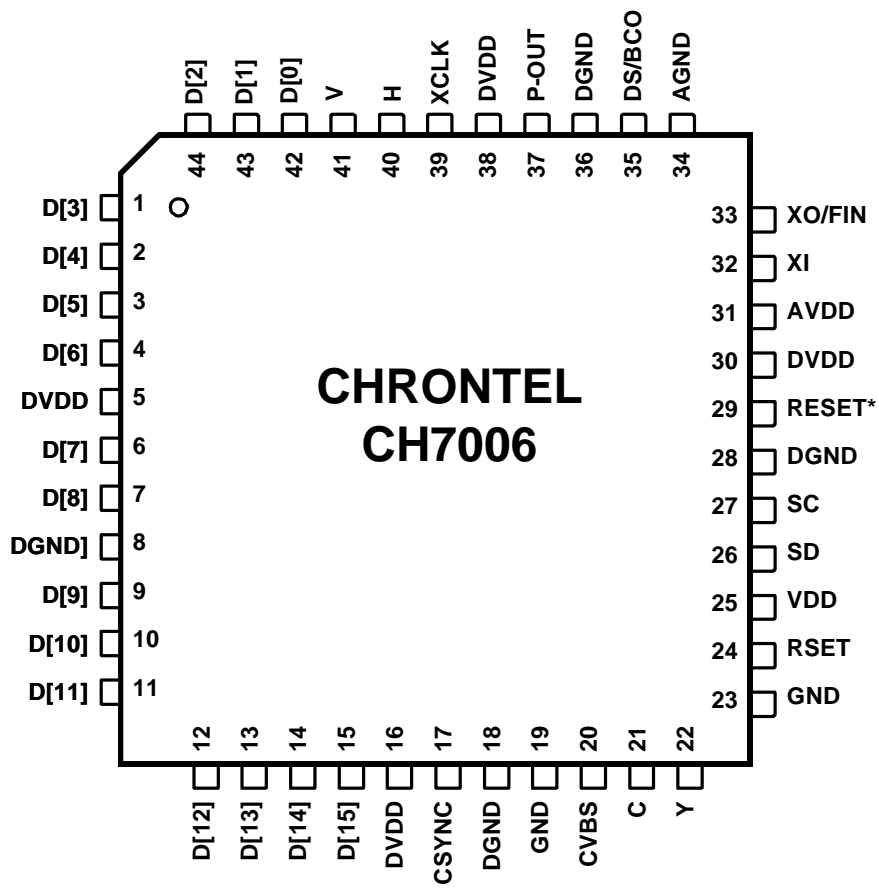 D[2]
D[1]
D[0]
V
H
XCLK
DVDD
P-OUT
DGND
DS/BCO
AGND
44
43
42
41
40
39
38
37
36
35
34
D[3] 1
D[4] 2
D[5] 3
D[6] 4
DVDD 5
D[7] 6
D[8] 7
DGND] 8
D[9] 9
D[10] 10
D[11] 11
CHRONTEL
CH7006
33 XO/FIN
32 XI
31 AVDD
30 DVDD
29 RESET*
28 DGND
27 SC
26 SD
25 VDD
24 RSET
23 GND
12
13
14
15
16
17
18
19
20
21
22
D[12]
D[13]
D[14]
D[15]
DVDD
CSYNC
DGND
GND
CVBS
C
Y